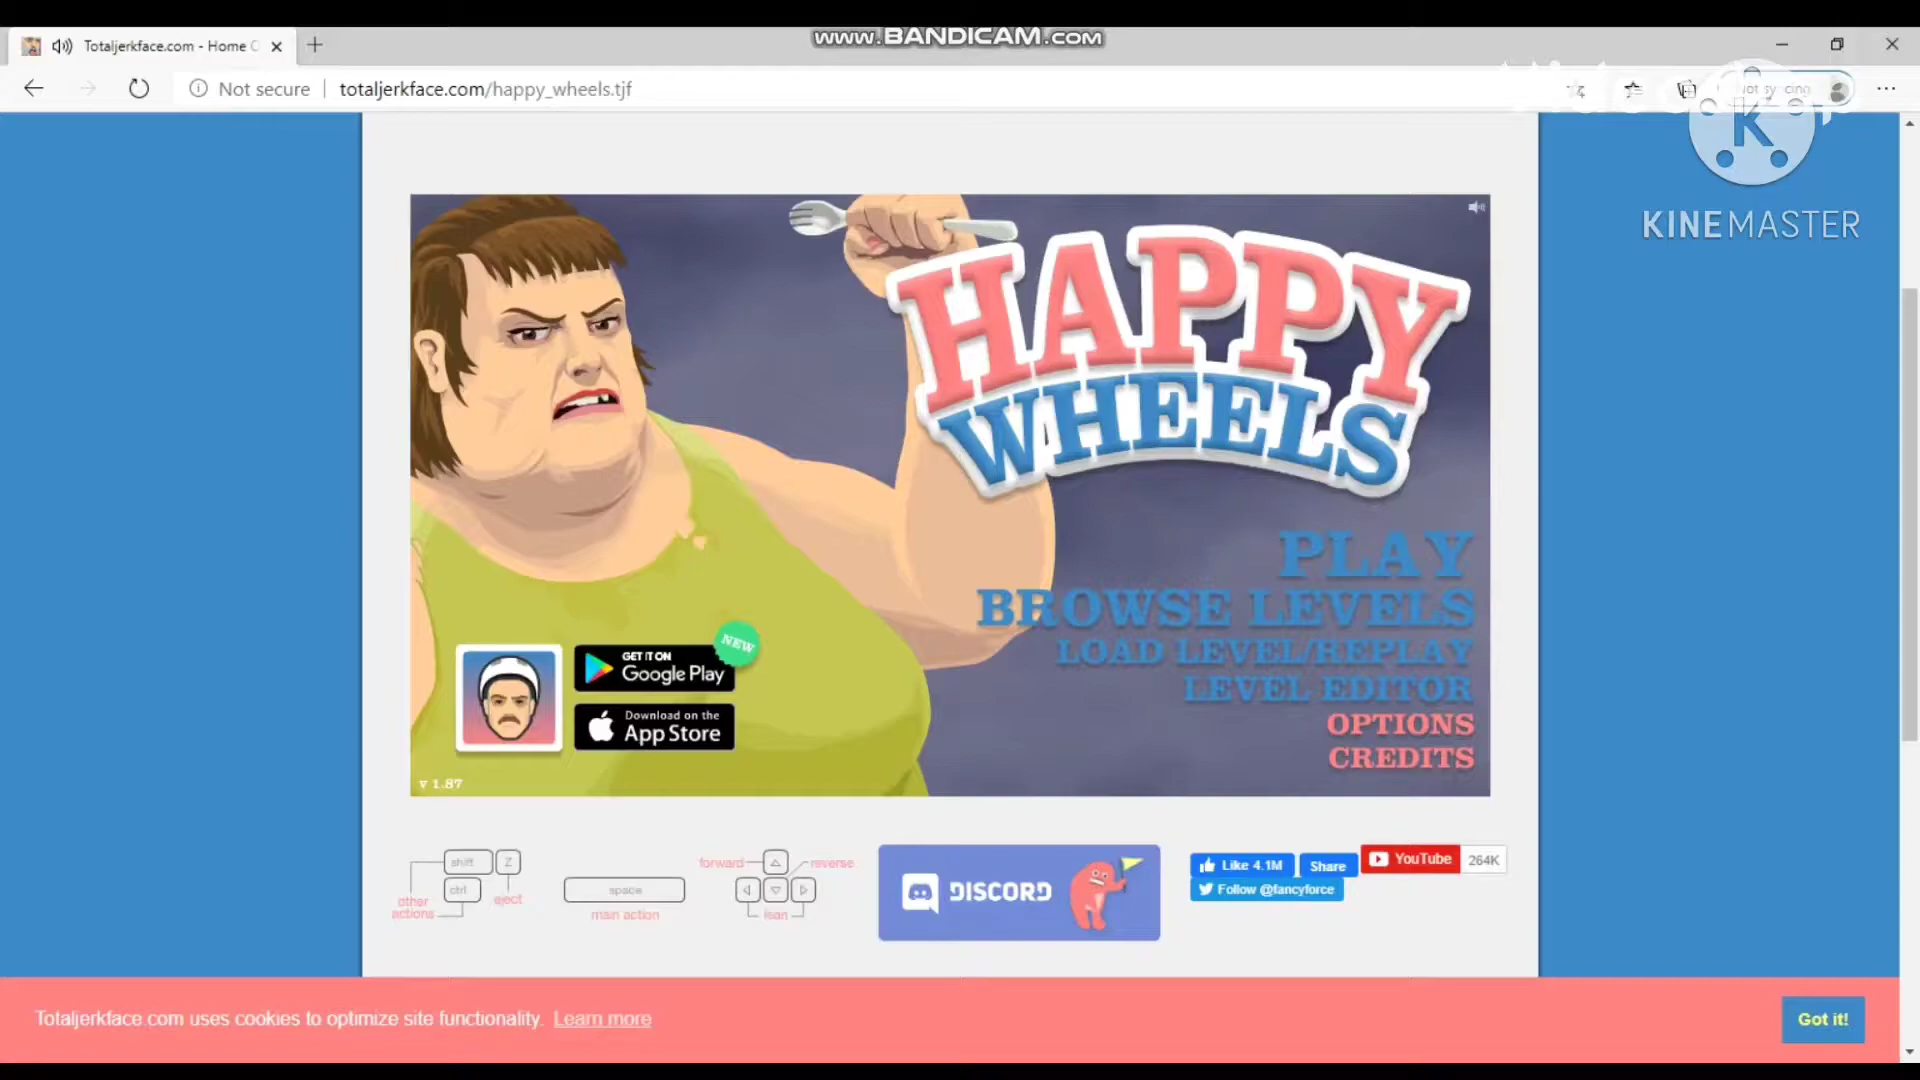 www.BANDICAM.com
Totaljerkface.com - Home
Not secure
totaljerkface.com/happy_wheels.tjf
KINEMASTER
HAPPY
WHEELS
PLAY
BROWSE LEVELS
LOAD LEVEL/REPLAY
LEVEL EDITOR
OPTIONS
CREDITS
NEW
GET IT ON
Google Play
Download on the
App Store
v 1.87
shift
Z
ctrl
other
actions
eject
space
main action
forward
reverse
lean
DISCORD
Like 4.1M
Share
YouTube
264K
Follow @fancyforce
Totaljerkface.com uses cookies to optimize site functionality. Learn more
Got it!